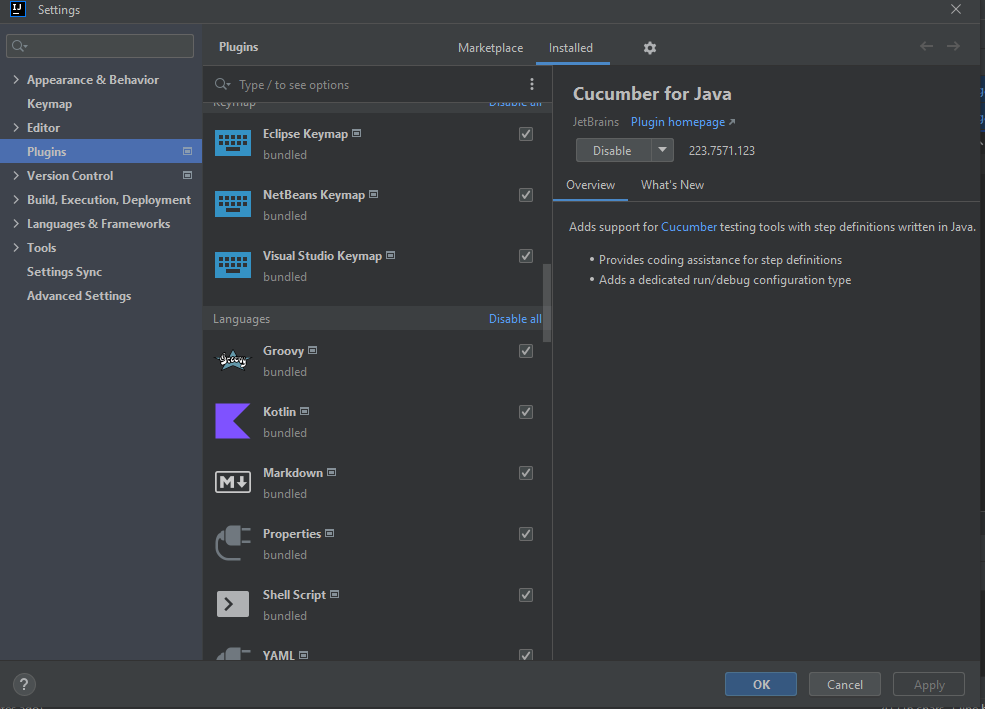 IJ Settings
Plugins
Marketplace
Installed
Type / to see options
Appearance & Behavior
Keymap
Editor
Plugins
Version Control
Build, Execution, Deployment
Languages & Frameworks
Tools
Settings Sync
Advanced Settings
Keymap
Disable all
Eclipse Keymap
bundled
NetBeans Keymap
bundled
Visual Studio Keymap
bundled
Languages
Disable all
Groovy
bundled
Kotlin
bundled
Markdown
bundled
Properties
bundled
Shell Script
bundled
YAML
Cucumber for Java
JetBrains Plugin homepage
Disable
223.7571.123
Overview
What's New
Adds support for Cucumber testing tools with step definitions written in Java.
• Provides coding assistance for step definitions
• Adds a dedicated run/debug configuration type
?
OK
Cancel
Apply